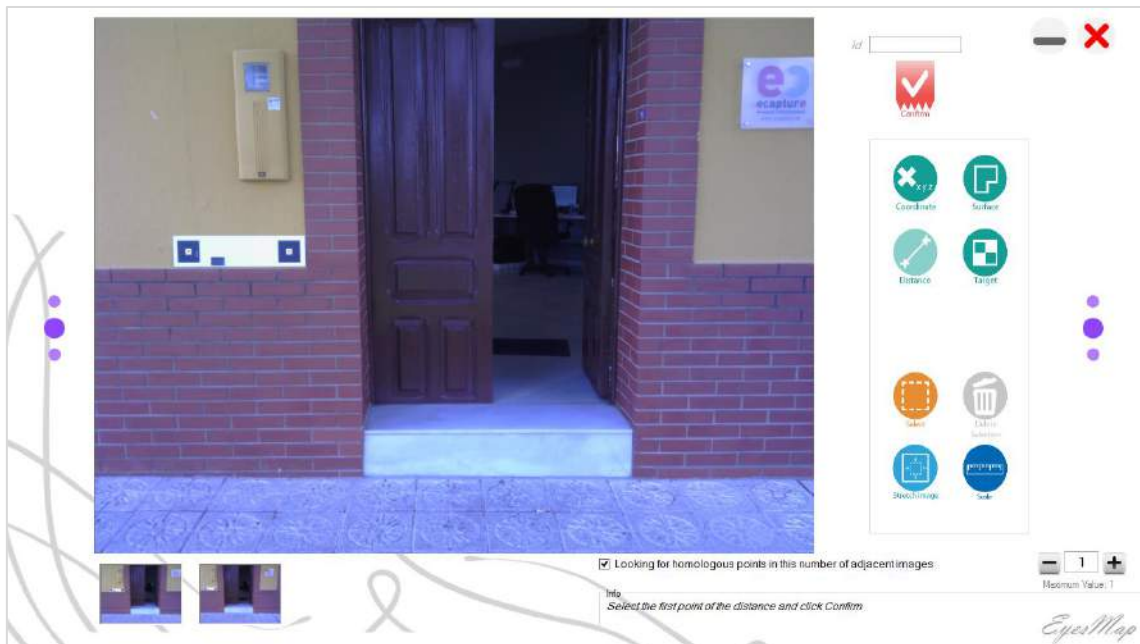 Id
Confirm
ecapture
Coordinate
Surface
Distance
Target
Select
Delete Selection
Stretch image
Scale
Looking for homologous points in this number of adjacent images
1
Maximum Value: 1
Info
Select the first point of the distance and click Confirm
EyesMap